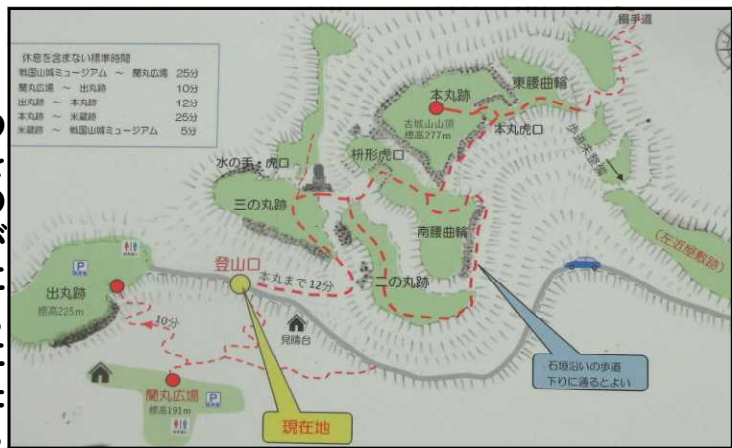 休息を含まない標準時間
戦国山城ミュージアム ～ 蘭丸広場 25分
蘭丸広場 ～ 出丸跡 10分
出丸跡 ～ 本丸跡 12分
本丸跡 ～ 米蔵跡 25分
米蔵跡 ～ 戦国山城ミュージアム 5分
搦手道
東腰曲輪
本丸跡
古城山山頂
標高277m
本丸虎口
枡形虎口
歩道未整備
水の手・虎口
三の丸跡
南腰曲輪
(左近屋敷跡)
P
登山口
本丸まで12分
二の丸跡
出丸跡
標高225m
10分
見晴台
石垣沿いの歩道
下りに通るとよい
蘭丸広場
標高191m
P
現在地